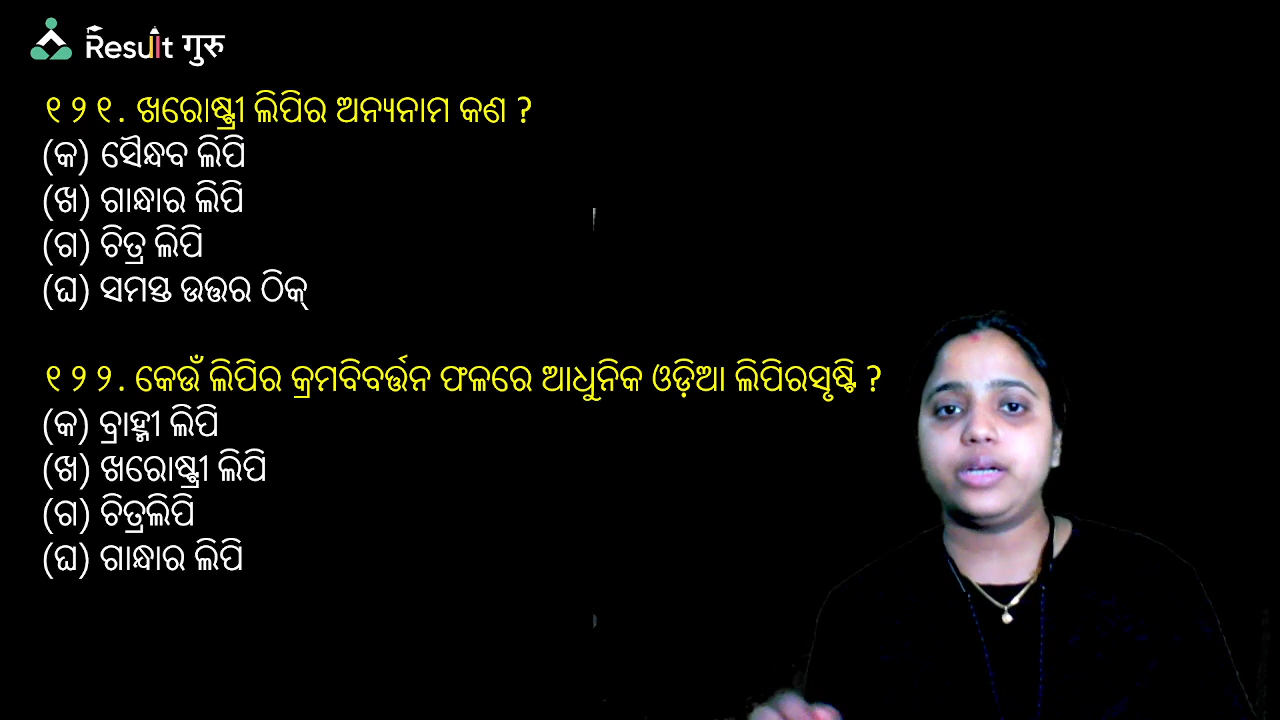 Result गुरु
୧୨୧. ଖରୋଷ୍ଟ୍ରୀ ଲିପିର ଅନ୍ୟନାମ କଣ ?
(କ) ସୈନ୍ଧବ ଲିପି
(ଖ) ଗାନ୍ଧାର ଲିପି
(ଗ) ଚିତ୍ର ଲିପି
(ଘ) ସମସ୍ତ ଉତ୍ତର ଠିକ୍
୧୨୨. କେଉଁ ଲିପିର କ୍ରମବିବର୍ତ୍ତନ ଫଳରେ ଆଧୁନିକ ଓଡ଼ିଆ ଲିପିରସୃଷ୍ଟି ?
(କ) ବ୍ରାହ୍ମୀ ଲିପି
(ଖ) ଖରୋଷ୍ଟ୍ରୀ ଲିପି
(ଗ) ଚିତ୍ରଲିପି
(ଘ) ଗାନ୍ଧାର ଲିପି